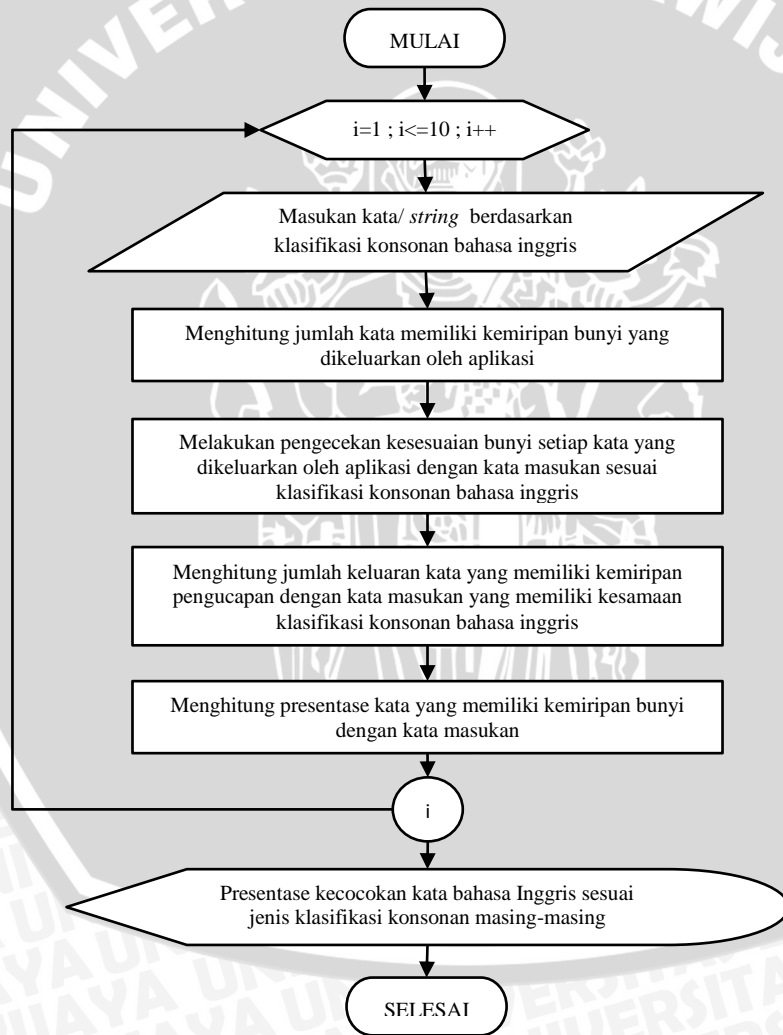 MULAI
i=1 ; i<=10 ; i++
Masukan kata/ string berdasarkan
klasifikasi konsonan bahasa inggris
Menghitung jumlah kata memiliki kemiripan bunyi yang
dikeluarkan oleh aplikasi
Melakukan pengecekan kesesuaian bunyi setiap kata yang
dikeluarkan oleh aplikasi dengan kata masukan sesuai
klasifikasi konsonan bahasa inggris
Menghitung jumlah keluaran kata yang memiliki kemiripan
pengucapan dengan kata masukan yang memiliki kesamaan
klasifikasi konsonan bahasa inggris
Menghitung presentase kata yang memiliki kemiripan bunyi
dengan kata masukan
i
Presentase kecocokan kata bahasa Inggris sesuai
jenis klasifikasi konsonan masing-masing
SELESAI